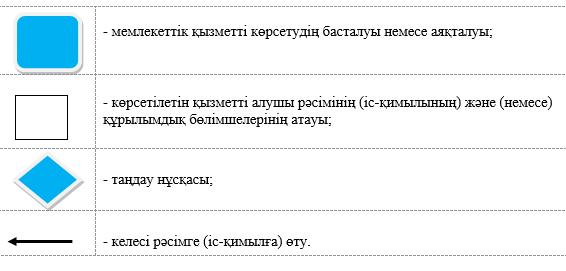 - мемлекеттік қызметті көрсетудің басталуы немесе аяқталуы;
- көрсетілетін қызметті алушы рәсімінің (іс-қимылының) және (немесе)
құрылымдық бөлімшелерінің атауы;
- таңдау нұсқасы;
- келесі рәсімге (іс-қимылға) өту.